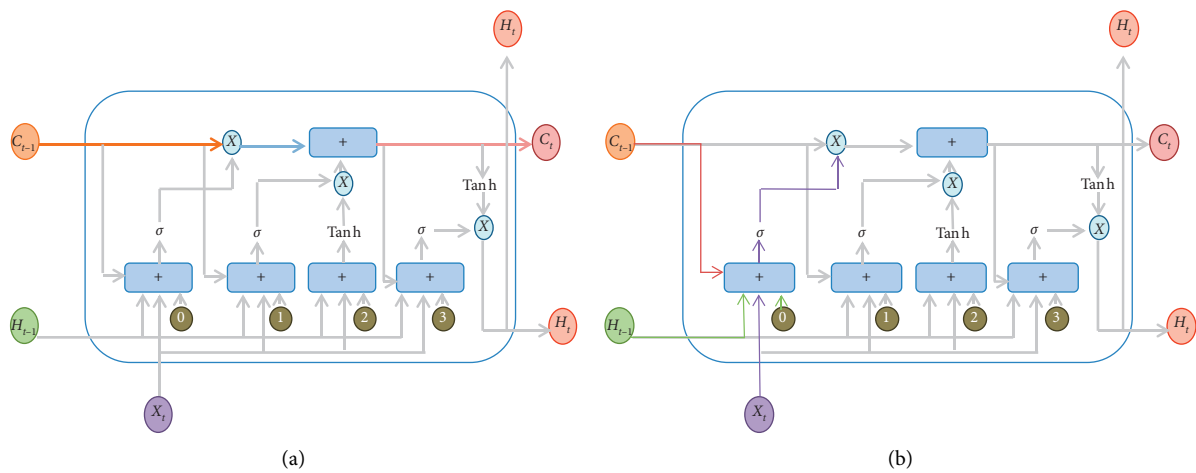 H_t H_t
C_{t-1} X + C_t C_{t-1} X + C_t
X Tanh X Tanh
σ σ Tanh σ X σ σ Tanh σ X
+ + + + + + + +
H_{t-1} 0 1 2 3 H_t H_{t-1} 0 1 2 3 H_t
X_t X_t
(a) (b)